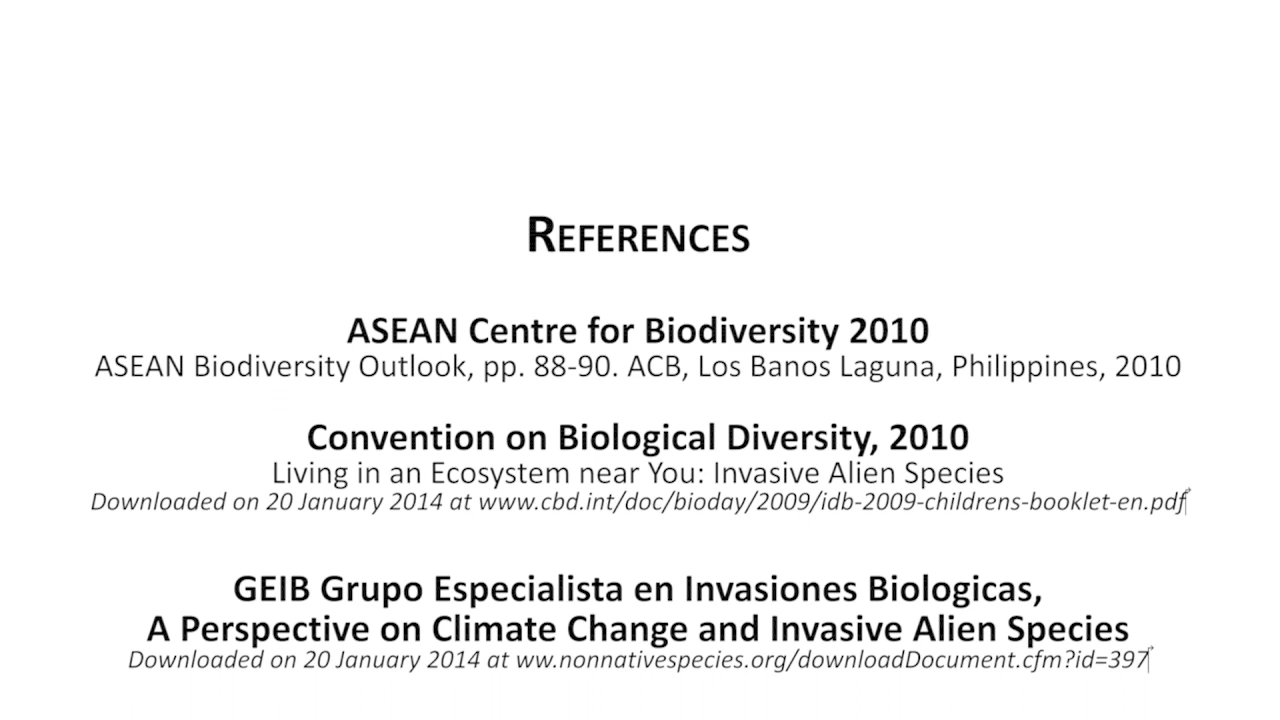 REFERENCES
ASEAN Centre for Biodiversity 2010
ASEAN Biodiversity Outlook, pp. 88-90. ACB, Los Banos Laguna, Philippines, 2010
Convention on Biological Diversity, 2010
Living in an Ecosystem near You: Invasive Alien Species
Downloaded on 20 January 2014 at www.cbd.int/doc/bioday/2009/idb-2009-childrens-booklet-en.pdf
GEIB Grupo Especialista en Invasiones Biologicas,
A Perspective on Climate Change and Invasive Alien Species
Downloaded on 20 January 2014 at ww.nonnativespecies.org/downloadDocument.cfm?id=397